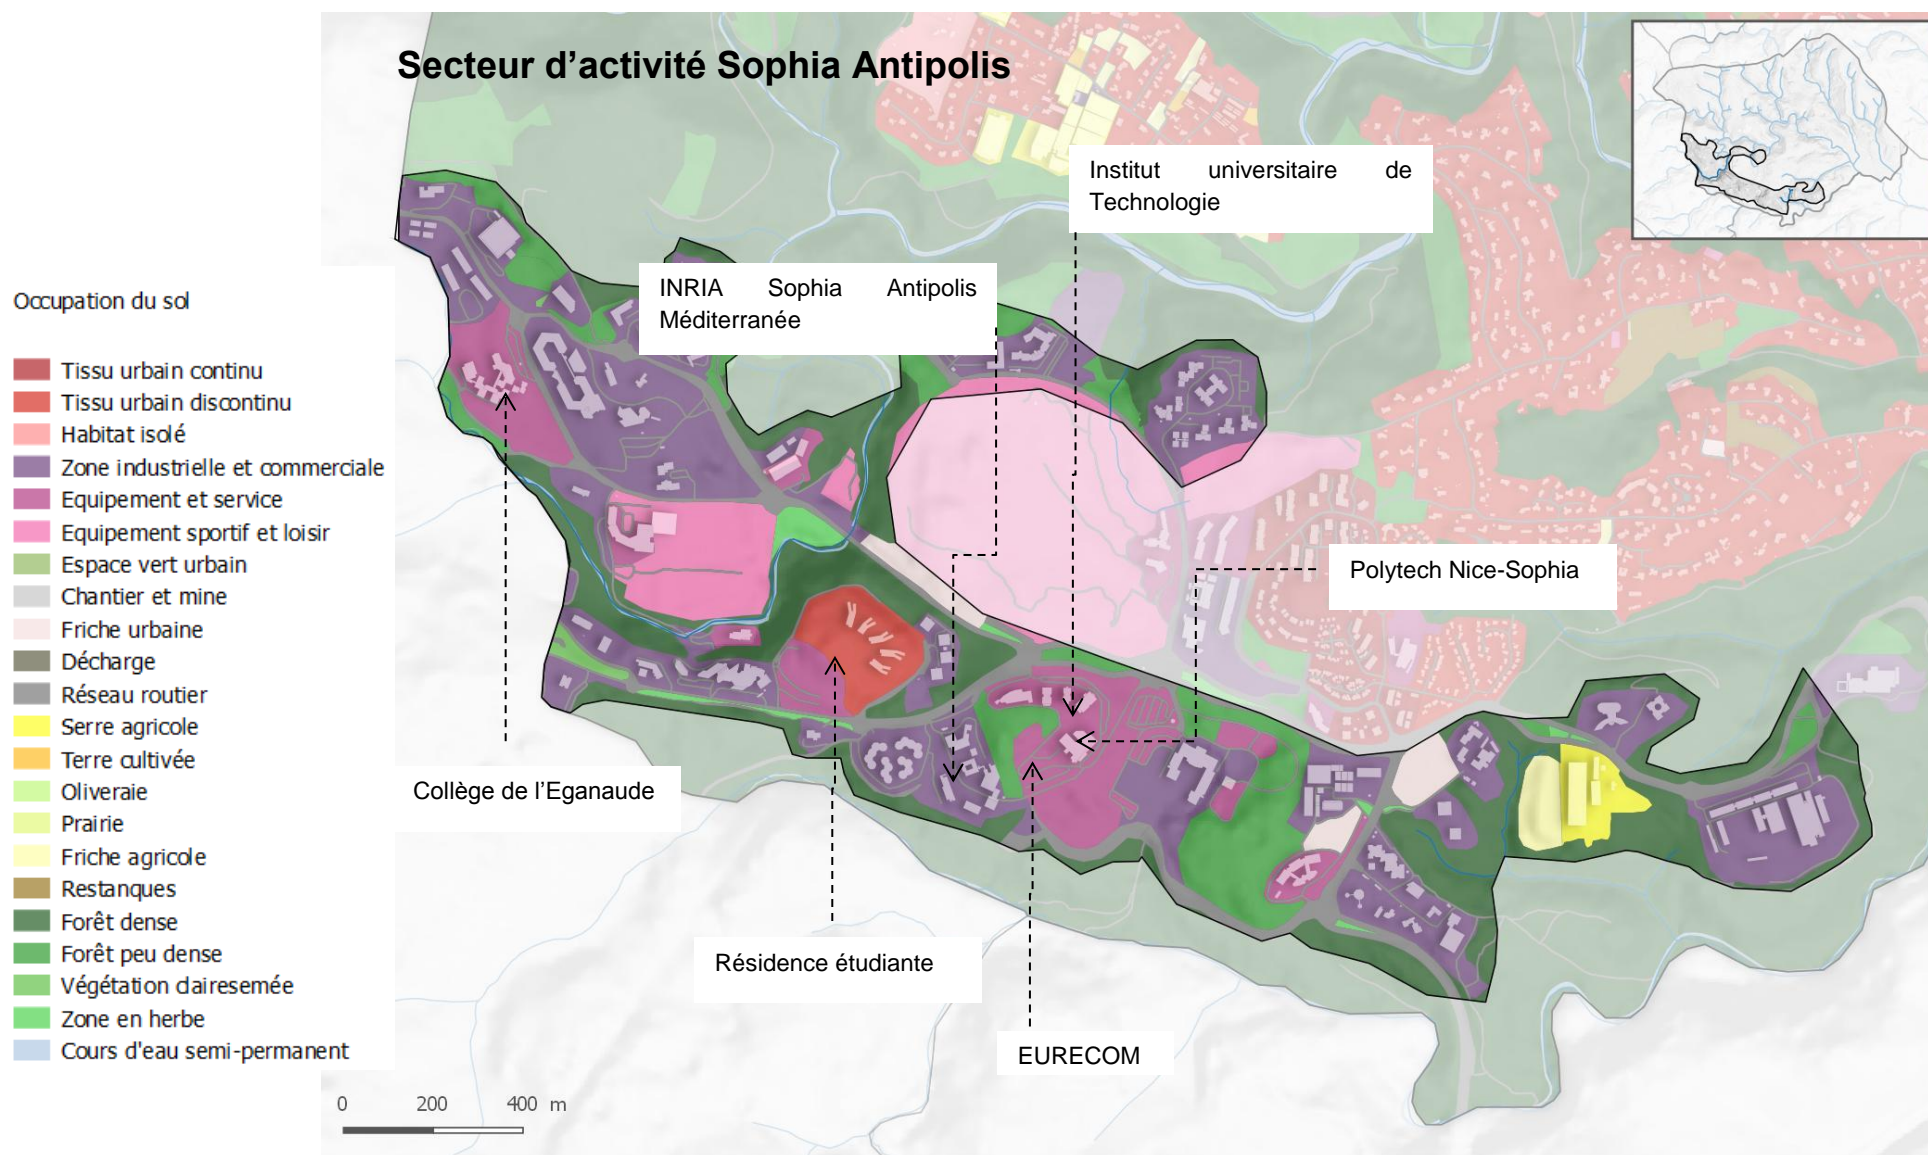 Secteur d'activité Sophia Antipolis
Institut universitaire de
Technologie
INRIA Sophia Antipolis
Méditerranée
Occupation du sol
Tissu urbain continu
Tissu urbain discontinu
Habitat isolé
Zone industrielle et commerciale
Equipement et service
Equipement sportif et loisir
Espace vert urbain
Chantier et mine
Friche urbaine
Décharge
Réseau routier
Serre agricole
Terre cultivée
Oliveraie
Prairie
Friche agricole
Restanques
Forêt dense
Forêt peu dense
Végétation clairesemée
Zone en herbe
Cours d'eau semi-permanent
Polytech Nice-Sophia
Collège de l'Eganaude
Résidence étudiante
EURECOM
0 200 400 m